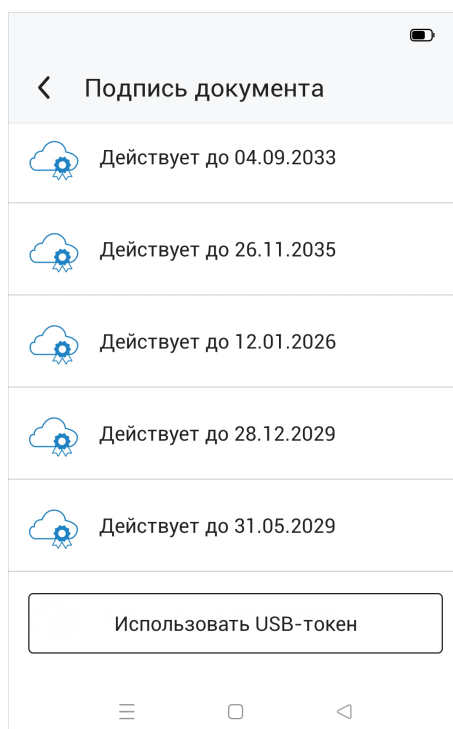 Подпись документа
Действует до 04.09.2033
Действует до 26.11.2035
Действует до 12.01.2026
Действует до 28.12.2029
Действует до 31.05.2029
Использовать USB-токен